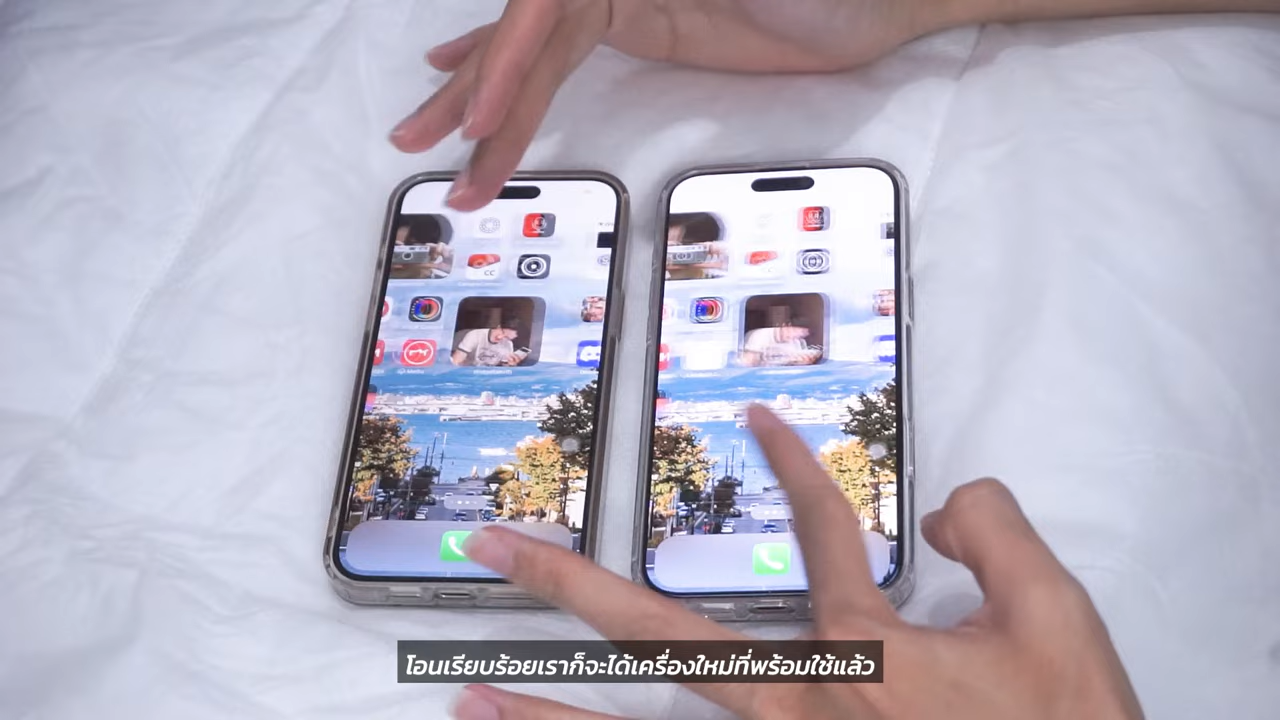 CC
โอนเรียบร้อยเราก็จะได้เครื่องใหม่ที่พร้อมใช้แล้ว